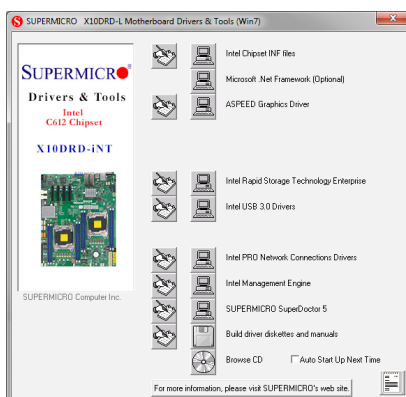 SUPERMICRO X10DRD-L Motherboard Drivers & Tools (Win7)
SUPERMICRO
Drivers & Tools
Intel
C612 Chipset
X10DRD-iNT
SUPERMICRO Computer Inc.
Intel Chipset INF files
Microsoft .Net Framework (Optional)
ASPEED Graphics Driver
Intel Rapid Storage Technology Enterprise
Intel USB 3.0 Drivers
Intel PRO Network Connections Drivers
Intel Management Engine
SUPERMICRO SuperDoctor 5
Build driver diskettes and manuals
Browse CD
Auto Start Up Next Time
For more information, please visit SUPERMICRO's web site.